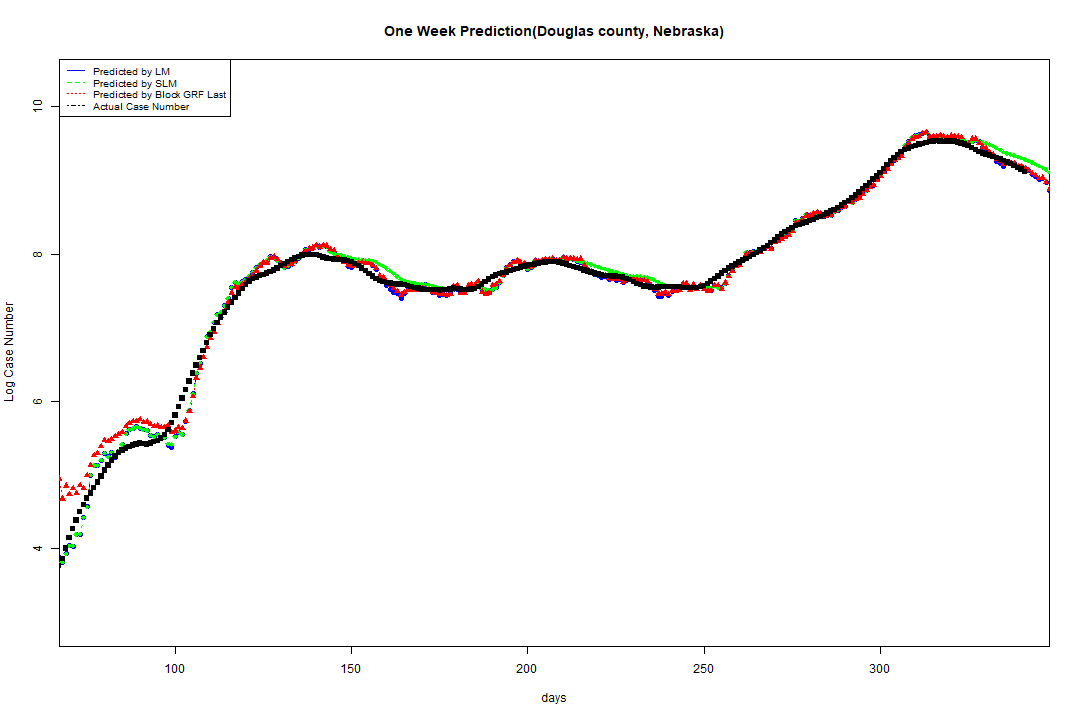 One Week Prediction(Douglas county, Nebraska)
Predicted by LM
Predicted by SLM
Predicted by Block GRF Last
Actual Case Number
10
8
6
4
Log Case Number
100 150 200 250 300
days